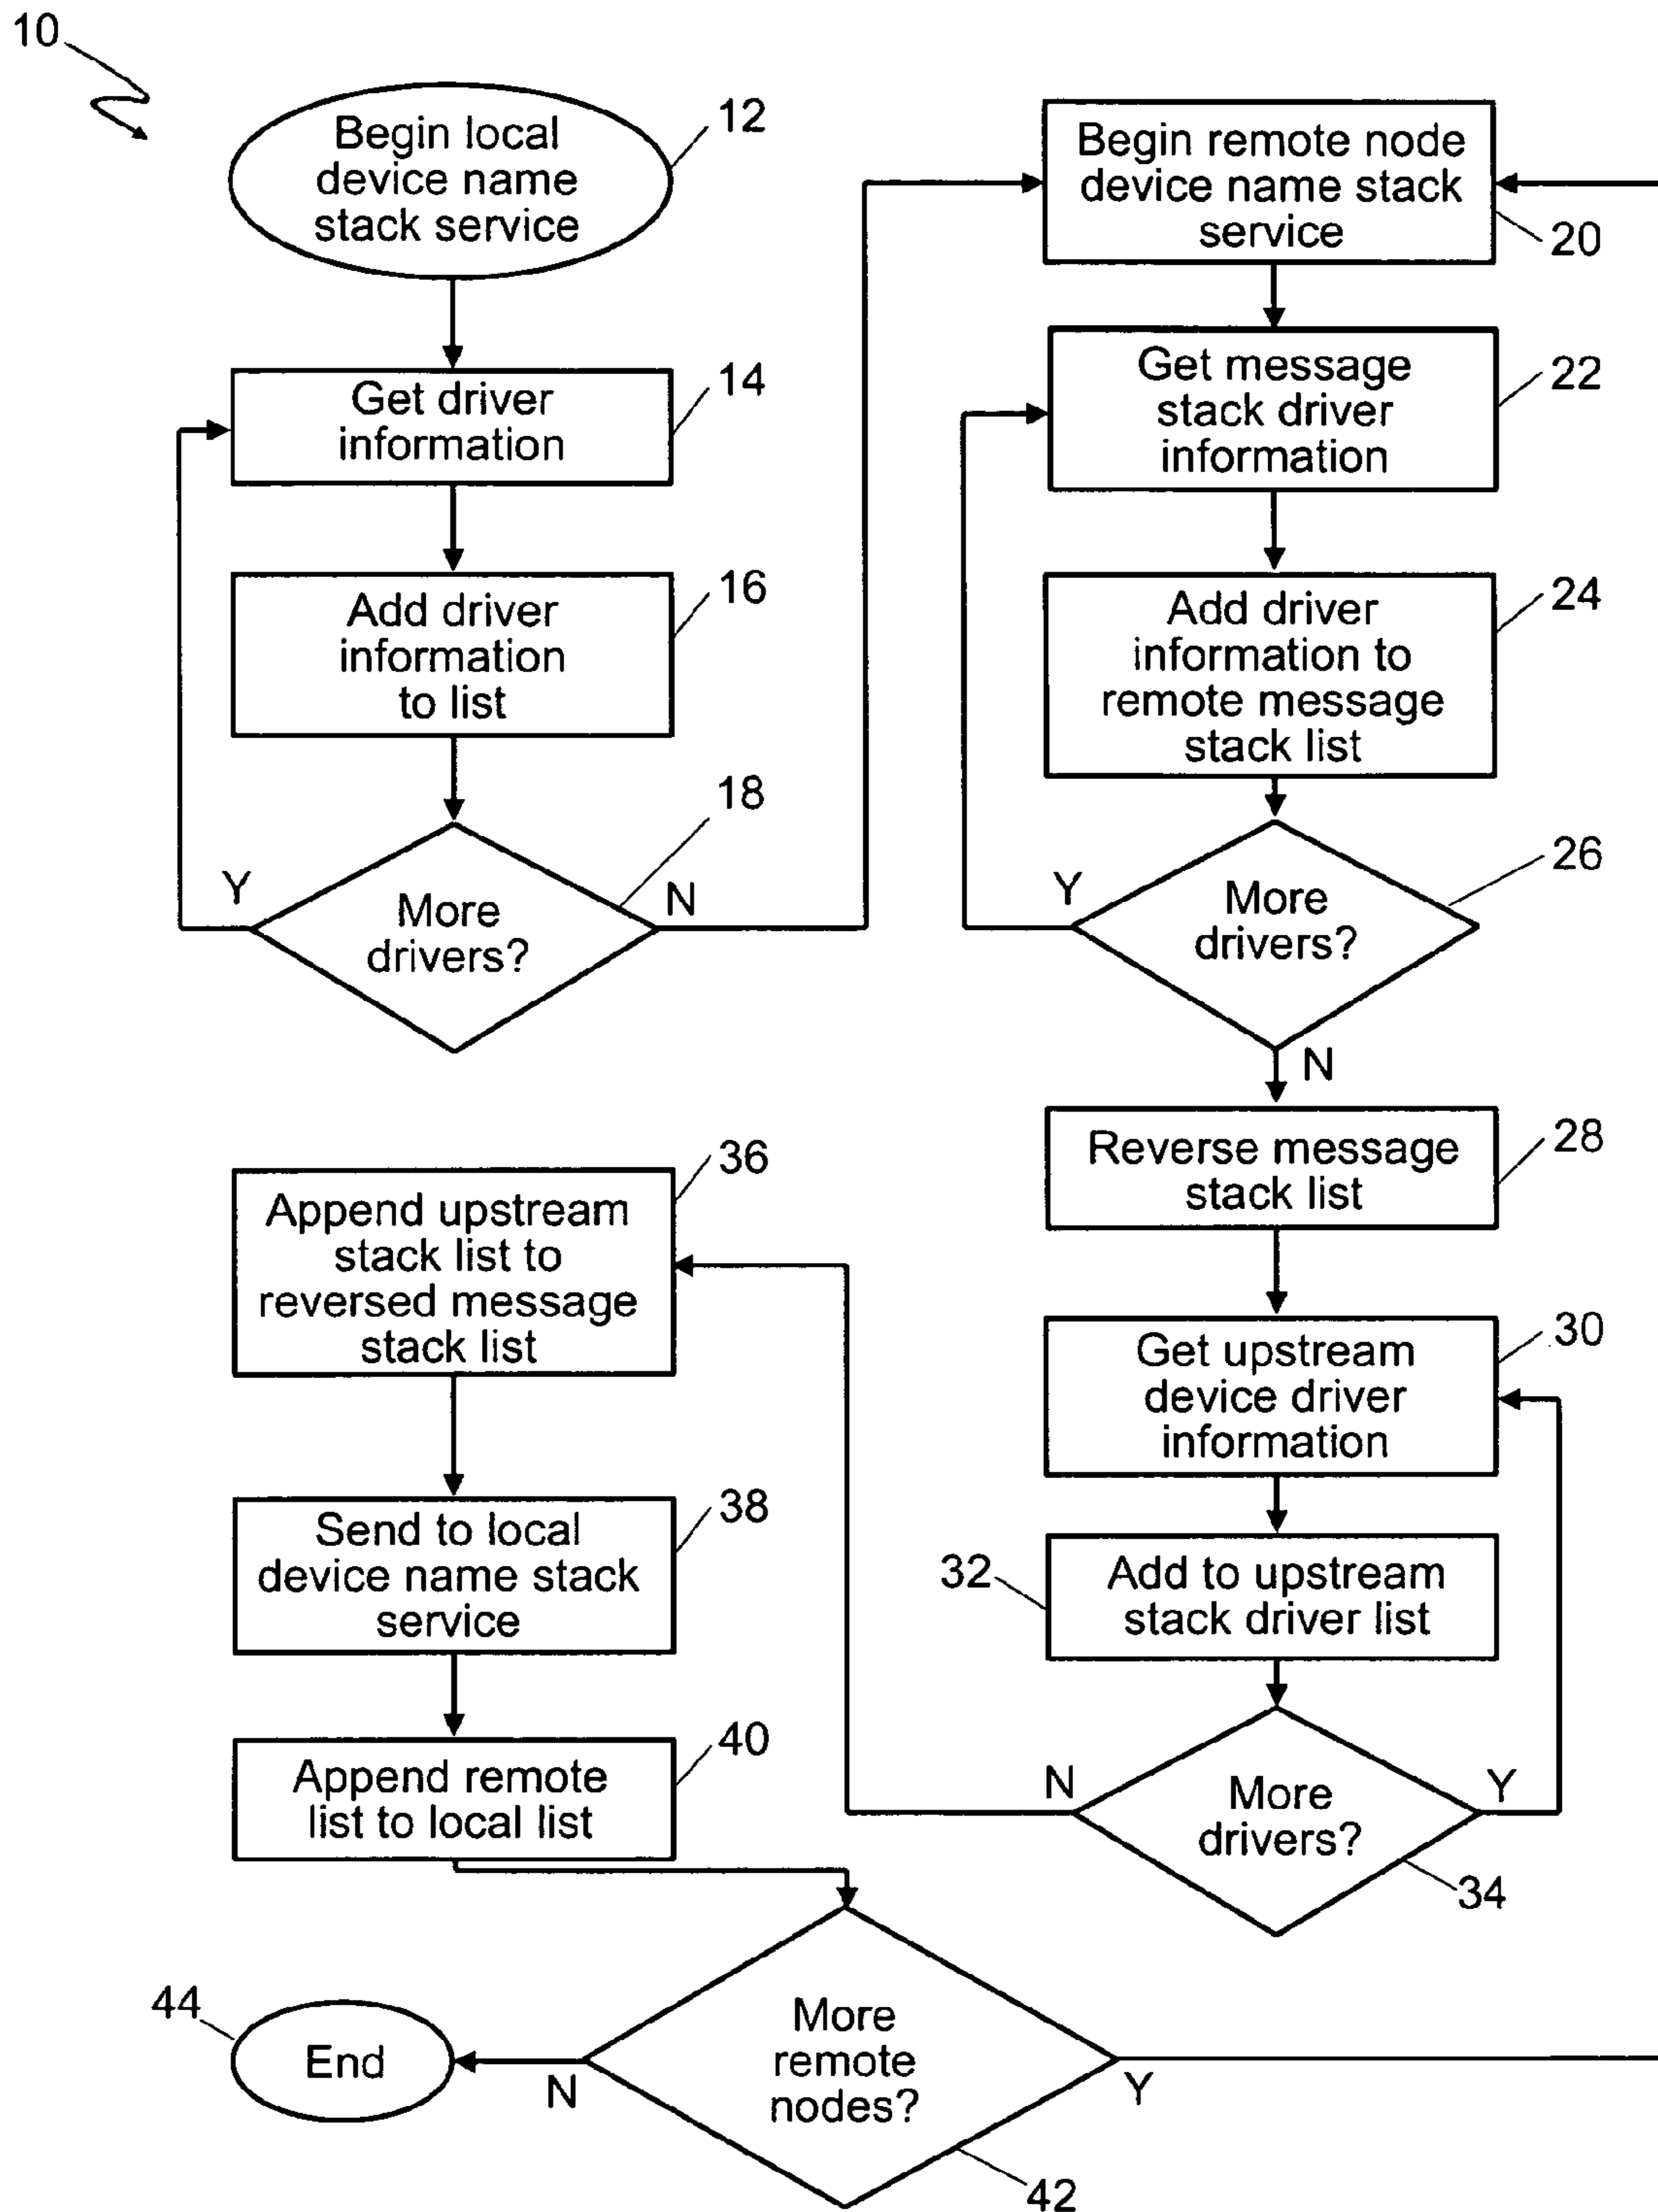 10
Begin local
device name
stack service
12
Get driver
information
14
Add driver
information
to list
16
More
drivers?
18
Y
N
Begin remote node
device name stack
service
20
Get message
stack driver
information
22
Add driver
information to
remote message
stack list
24
More
drivers?
26
Y
N
Reverse message
stack list
28
Get upstream
device driver
information
30
Add to upstream
stack driver list
32
More
drivers?
34
N
Y
Append upstream
stack list to
reversed message
stack list
36
Send to local
device name stack
service
38
Append remote
list to local list
40
More
remote
nodes?
42
N
Y
End
44